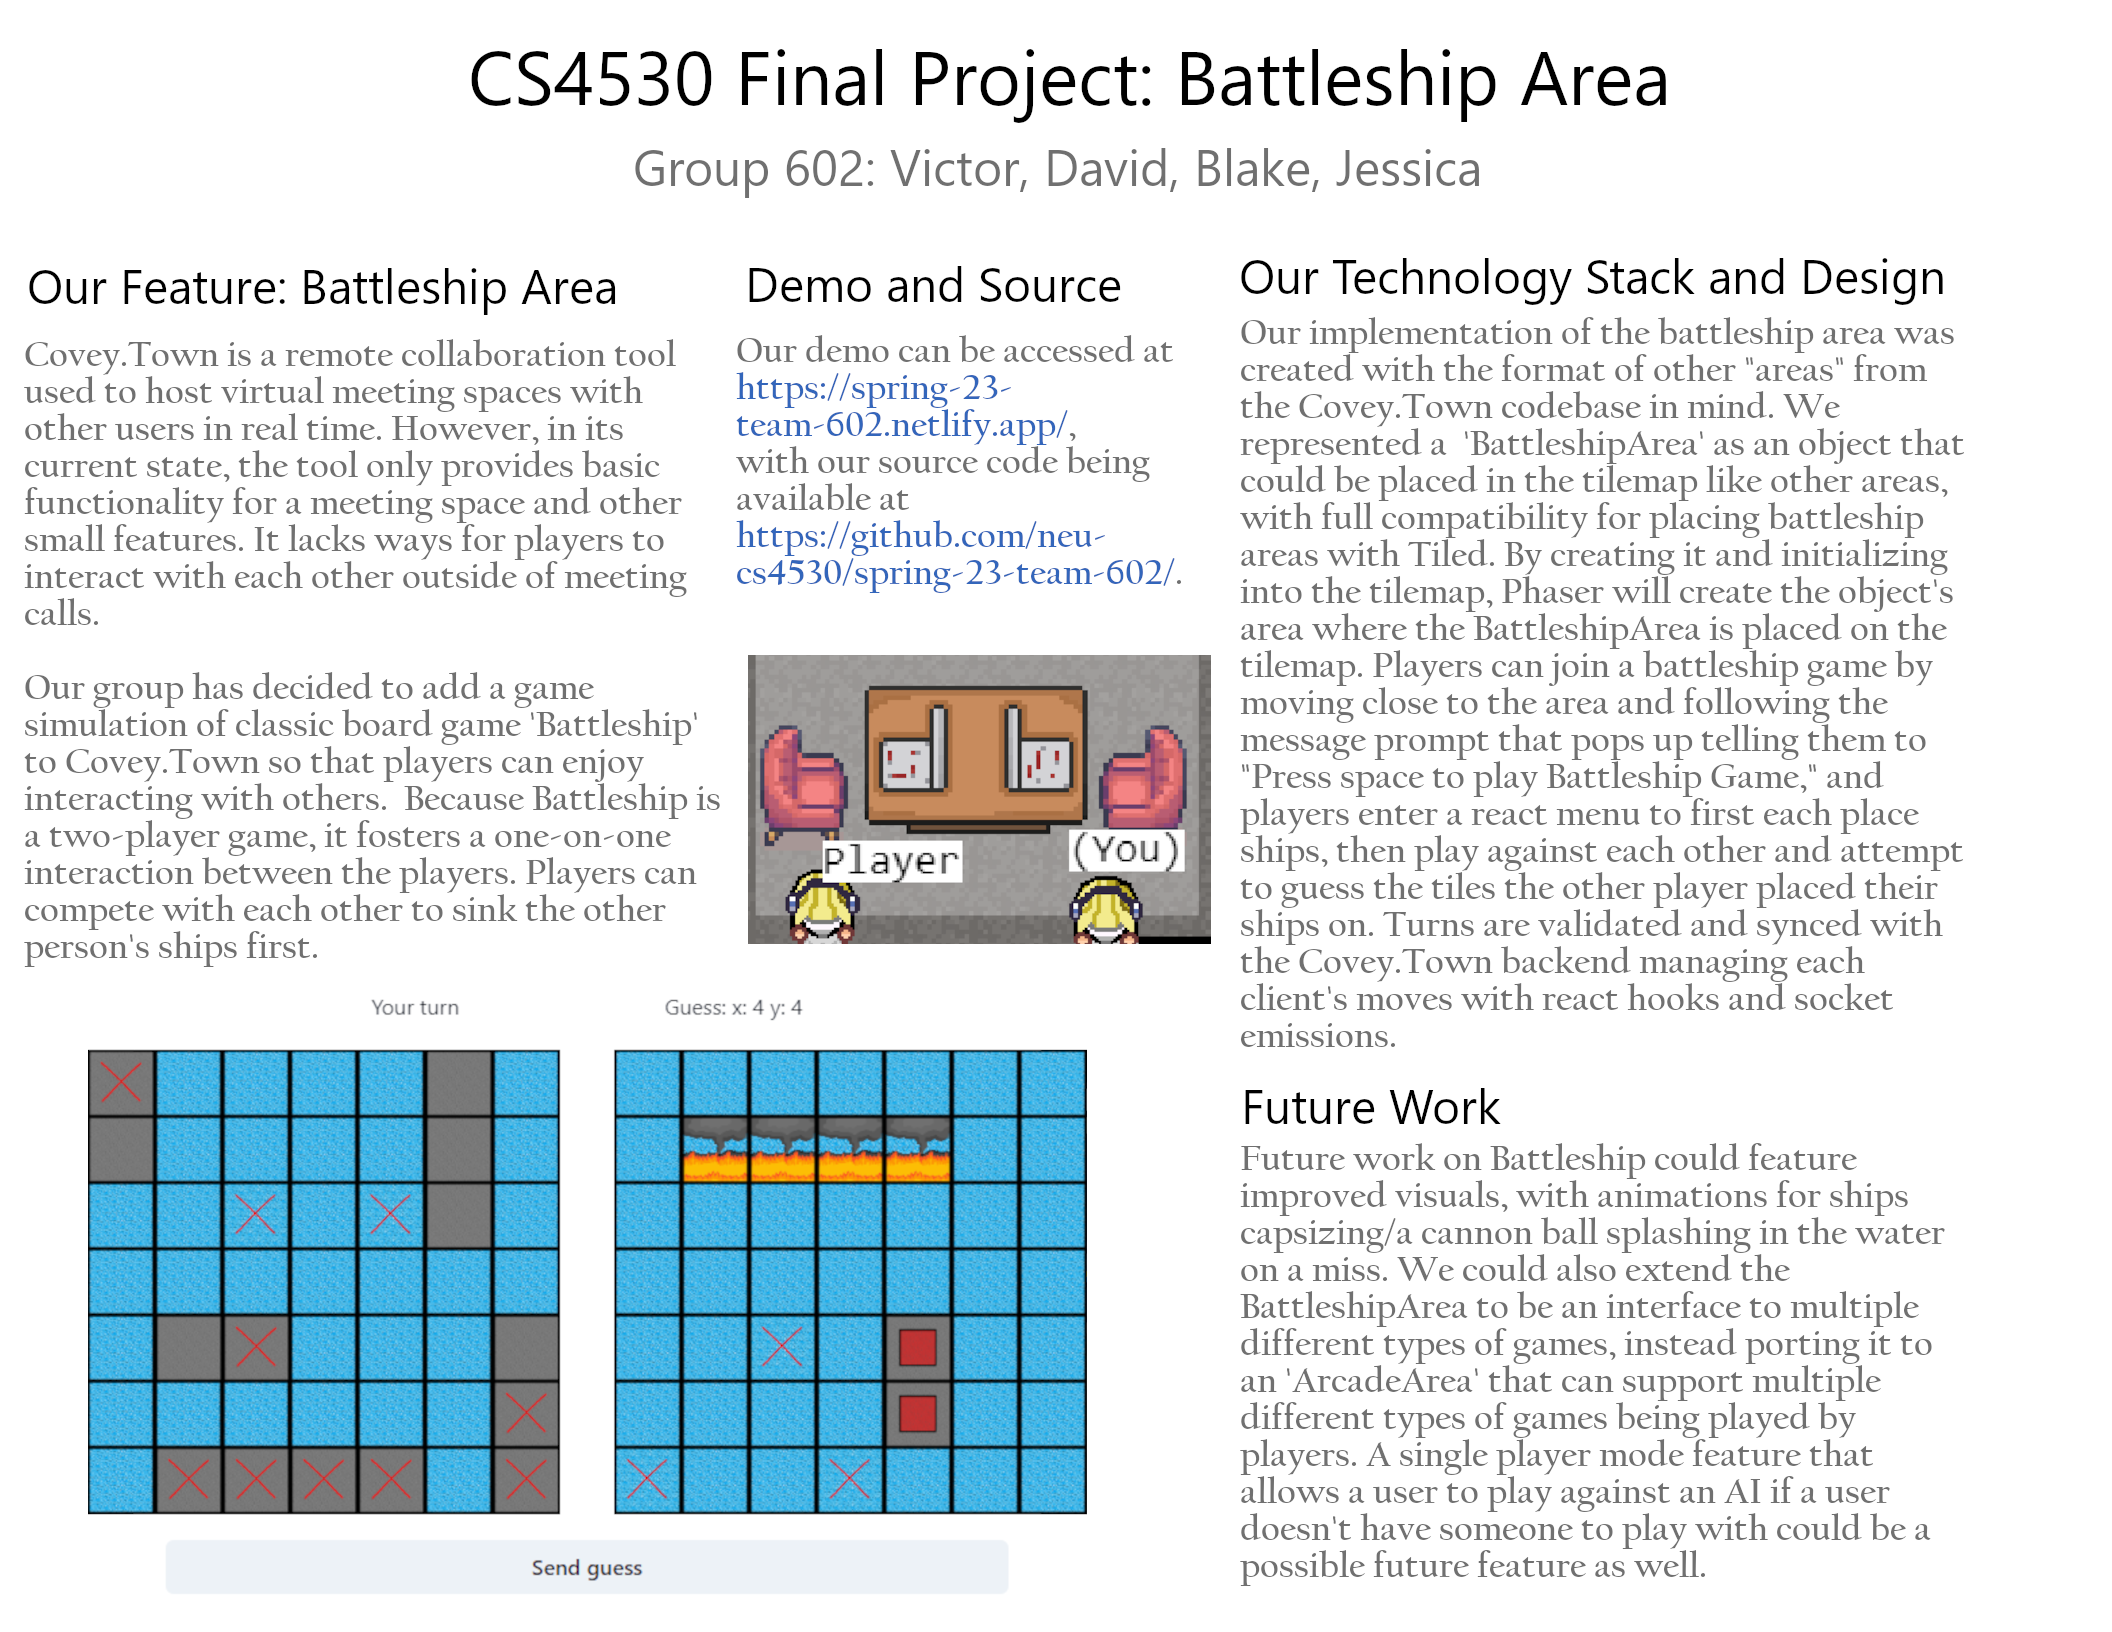 CS4530 Final Project: Battleship Area
Group 602: Victor, David, Blake, Jessica
Our Feature: Battleship Area
Covey.Town is a remote collaboration tool
used to host virtual meeting spaces with
other users in real time. However, in its
current state, the tool only provides basic
functionality for a meeting space and other
small features. It lacks ways for players to
interact with each other outside of meeting
calls.
Our group has decided to add a game
simulation of classic board game 'Battleship'
to Covey.Town so that players can enjoy
interacting with others.  Because Battleship is
a two-player game, it fosters a one-on-one
interaction between the players. Players can
compete with each other to sink the other
person's ships first.
Demo and Source
Our demo can be accessed at
https://spring-23-
team-602.netlify.app/,
with our source code being
available at
https://github.com/neu-
cs4530/spring-23-team-602/.
Player
(You)
Your turn
Guess: x: 4 y: 4
Send guess
Our Technology Stack and Design
Our implementation of the battleship area was
created with the format of other "areas" from
the Covey.Town codebase in mind. We
represented a  'BattleshipArea' as an object that
could be placed in the tilemap like other areas,
with full compatibility for placing battleship
areas with Tiled. By creating it and initializing
into the tilemap, Phaser will create the object's
area where the BattleshipArea is placed on the
tilemap. Players can join a battleship game by
moving close to the area and following the
message prompt that pops up telling them to
"Press space to play Battleship Game," and
players enter a react menu to first each place
ships, then play against each other and attempt
to guess the tiles the other player placed their
ships on. Turns are validated and synced with
the Covey.Town backend managing each
client's moves with react hooks and socket
emissions.
Future Work
Future work on Battleship could feature
improved visuals, with animations for ships
capsizing/a cannon ball splashing in the water
on a miss. We could also extend the
BattleshipArea to be an interface to multiple
different types of games, instead porting it to
an 'ArcadeArea' that can support multiple
different types of games being played by
players. A single player mode feature that
allows a user to play against an AI if a user
doesn't have someone to play with could be a
possible future feature as well.